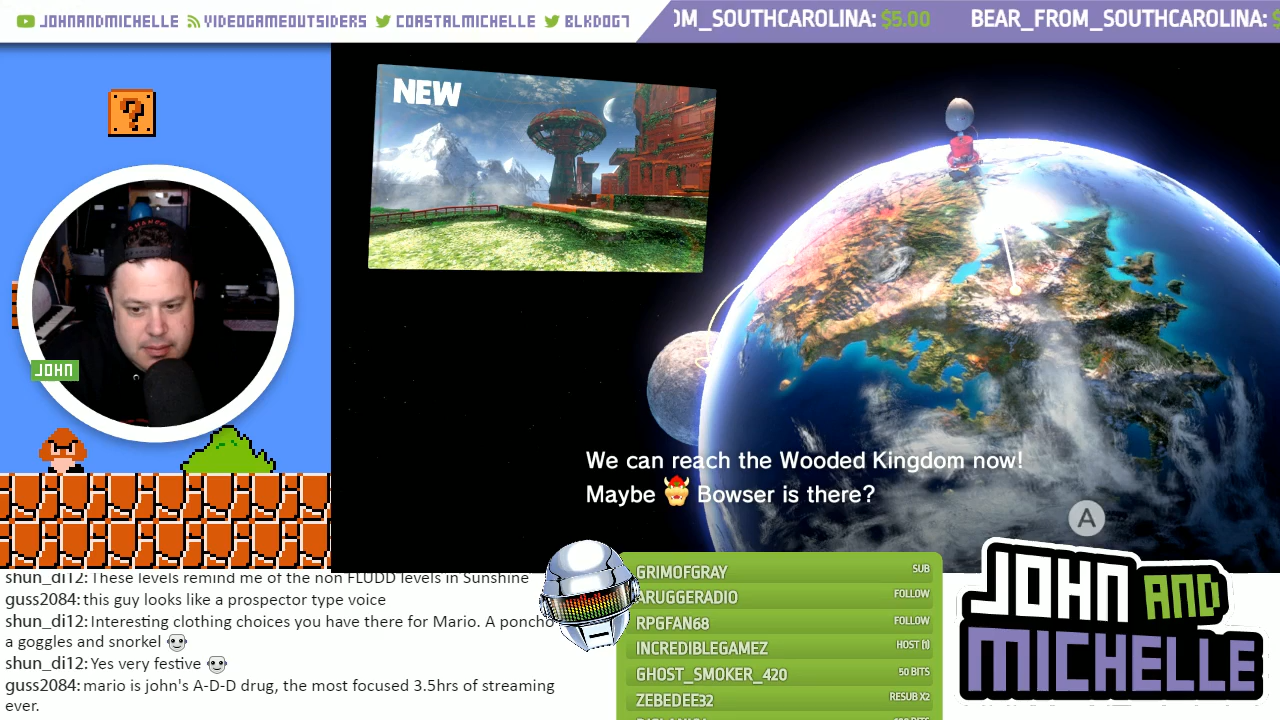 JOHNANDMICHELLE VIDEOGAMEOUTSIDERS COASTALMICHELLE BLKDOG7
OM_SOUTHCAROLINA: $5.00 BEAR_FROM_SOUTHCAROLINA: $
?
NEW
JOHN
We can reach the Wooded Kingdom now!
Maybe Bowser is there?
A
shun_di12: These levels remind me of the non FLUDD levels in Sunshine
guss2084: this guy looks like a prospector type voice
shun_di12: Interesting clothing choices you have there for Mario. A poncho
a goggles and snorkel
shun_di12: Yes very festive
guss2084: mario is john's A-D-D drug, the most focused 3.5hrs of streaming
ever.
GRIMOFGRAY SUB
ARUGGERADIO FOLLOW
RPGFAN68 FOLLOW
INCREDIBLEGAMEZ HOST
GHOST_SMOKER_420 50 BITS
ZEBEDEE32 RESUB X2
JOHN AND
MICHELLE